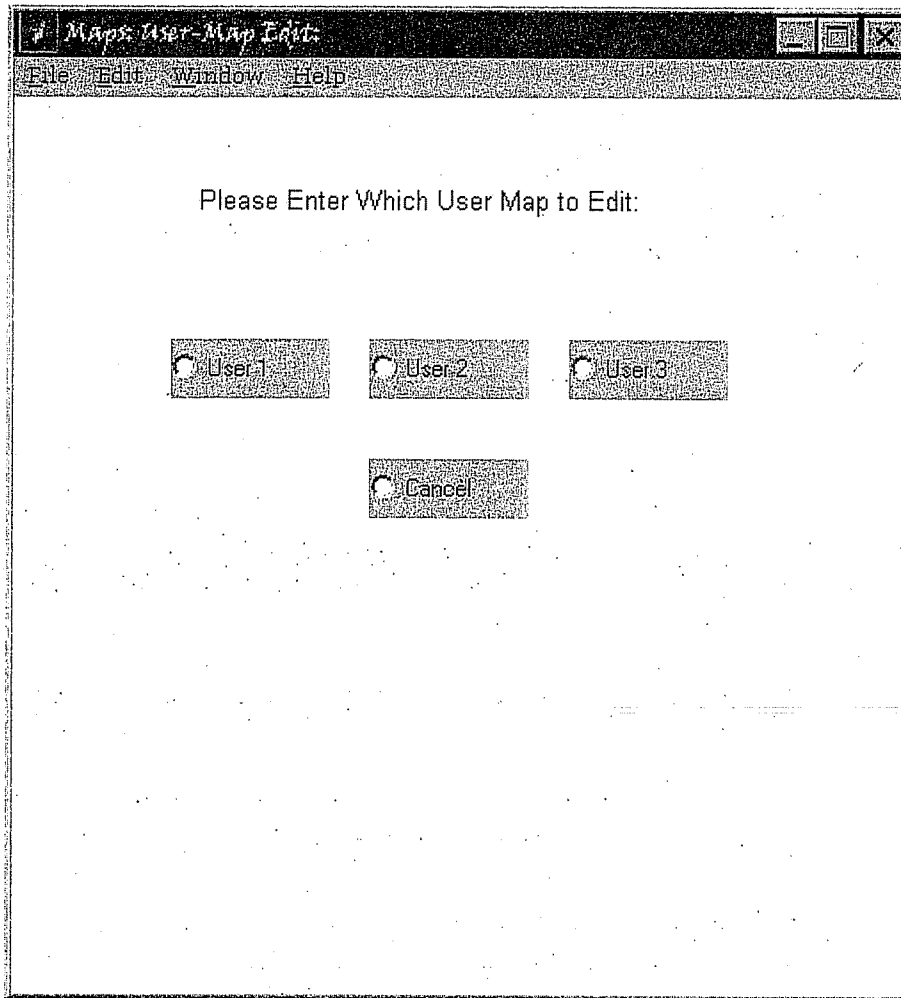 Maps: User-Map Edit:
File Edit Window Help
Please Enter Which User Map to Edit:
User 1 User 2 User 3
Cancel